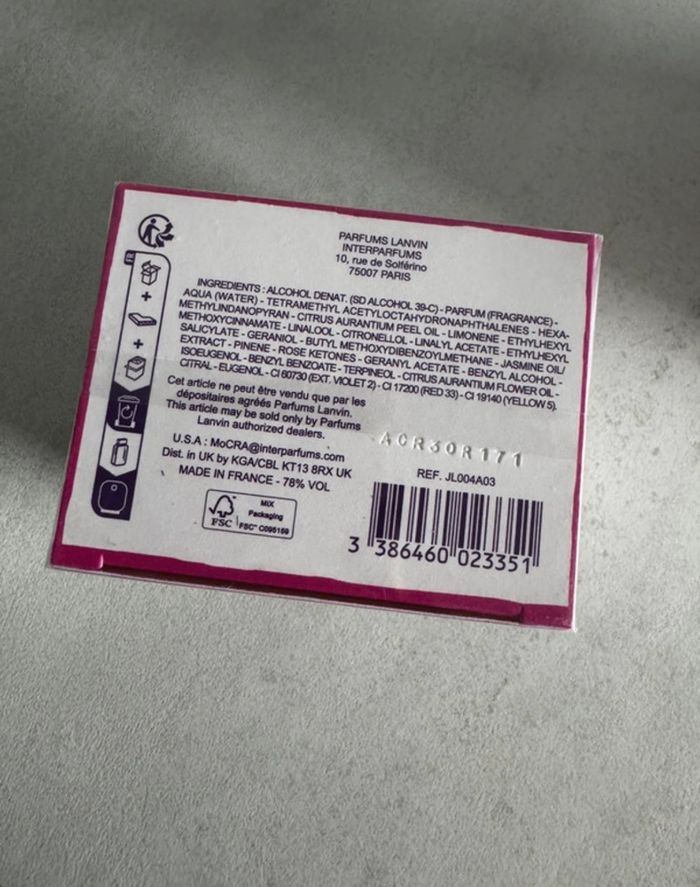 PARFUMS LANVIN
INTERPARFUMS
10, rue de Solférino
75007 PARIS
FR
INGREDIENTS : ALCOHOL DENAT. (SD ALCOHOL 39-C) - PARFUM (FRAGRANCE) -
AQUA (WATER) - TETRAMETHYL ACETYLOCTAHYDRONAPHTHALENES - HEXA-
METHYLINDANOPYRAN - CITRUS AURANTIUM PEEL OIL - LIMONENE - ETHYLHEXYL
METHOXYCINNAMATE - LINALOOL - CITRONELLOL - LINALYL ACETATE - ETHYLHEXYL
SALICYLATE - GERANIOL - BUTYL METHOXYDIBENZOYLMETHANE - JASMINE OIL/
EXTRACT - PINENE - ROSE KETONES - GERANYL ACETATE - BENZYL ALCOHOL -
ISOEUGENOL - BENZYL BENZOATE - TERPINEOL - CITRUS AURANTIUM FLOWER OIL -
CITRAL - EUGENOL - CI 60730 (EXT. VIOLET 2) - CI 17200 (RED 33) - CI 19140 (YELLOW 5).
Cet article ne peut être vendu que par les
dépositaires agréés Parfums Lanvin.
This article may be sold only by Parfums
Lanvin authorized dealers.
U.S.A : MoCRA@interparfums.com
Dist. in UK by KGA/CBL KT13 8RX UK
MADE IN FRANCE - 78% VOL
FSC
MIX
Packaging
FSC™ C095159
ACR30R171
REF. JL004A03
3 386460 023351